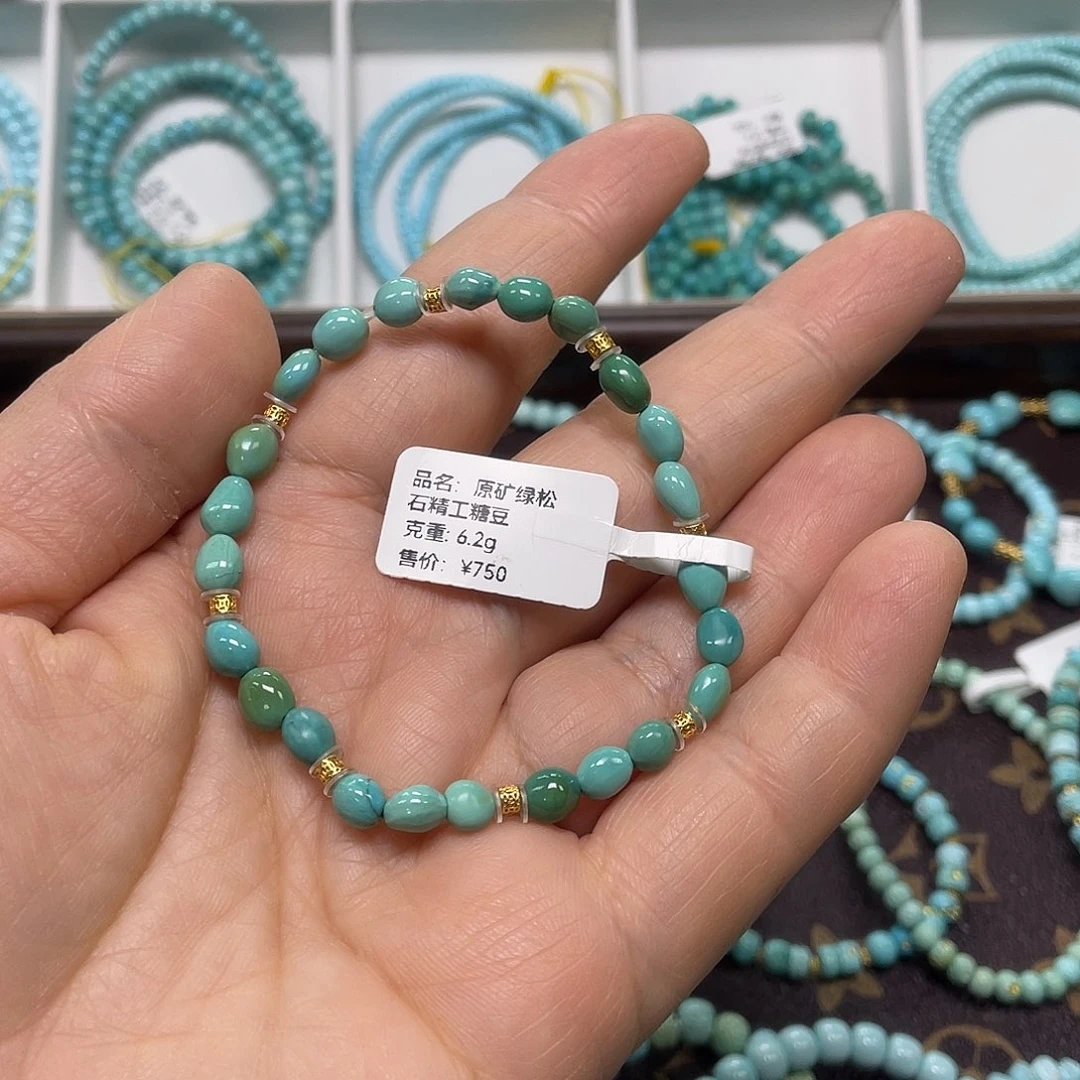 品名: 原矿绿松
石精工糖豆
克重: 6.2g
售价: ¥750